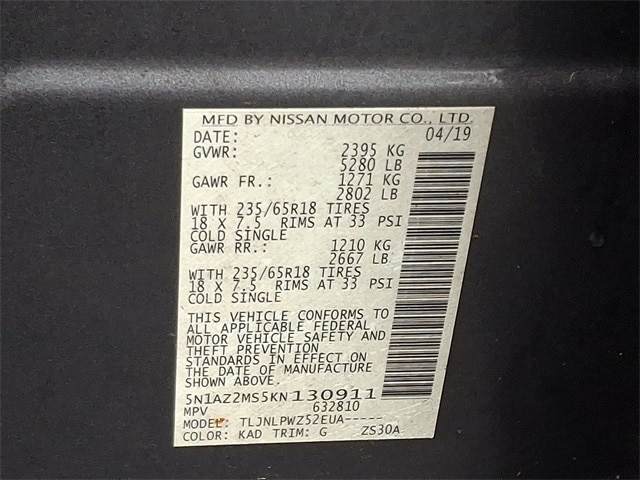 MFD BY NISSAN MOTOR CO., LTD.
DATE: 04/19
GVWR: 2395 KG
5280 LB
GAWR FR.: 1271 KG
2802 LB
WITH 235/65R18 TIRES
18 X 7.5 RIMS AT 33 PSI
COLD SINGLE
GAWR RR.: 1210 KG
2667 LB
WITH 235/65R18 TIRES
18 X 7.5 RIMS AT 33 PSI
COLD SINGLE
THIS VEHICLE CONFORMS TO
ALL APPLICABLE FEDERAL
MOTOR VEHICLE SAFETY AND
THEFT PREVENTION
STANDARDS IN EFFECT ON
THE DATE OF MANUFACTURE
SHOWN ABOVE.
5N1AZ2MS5KN130911
MPV 632810
MODEL: TLJNLPWZ52EUA-----
COLOR: KAD TRIM: G ZS30A